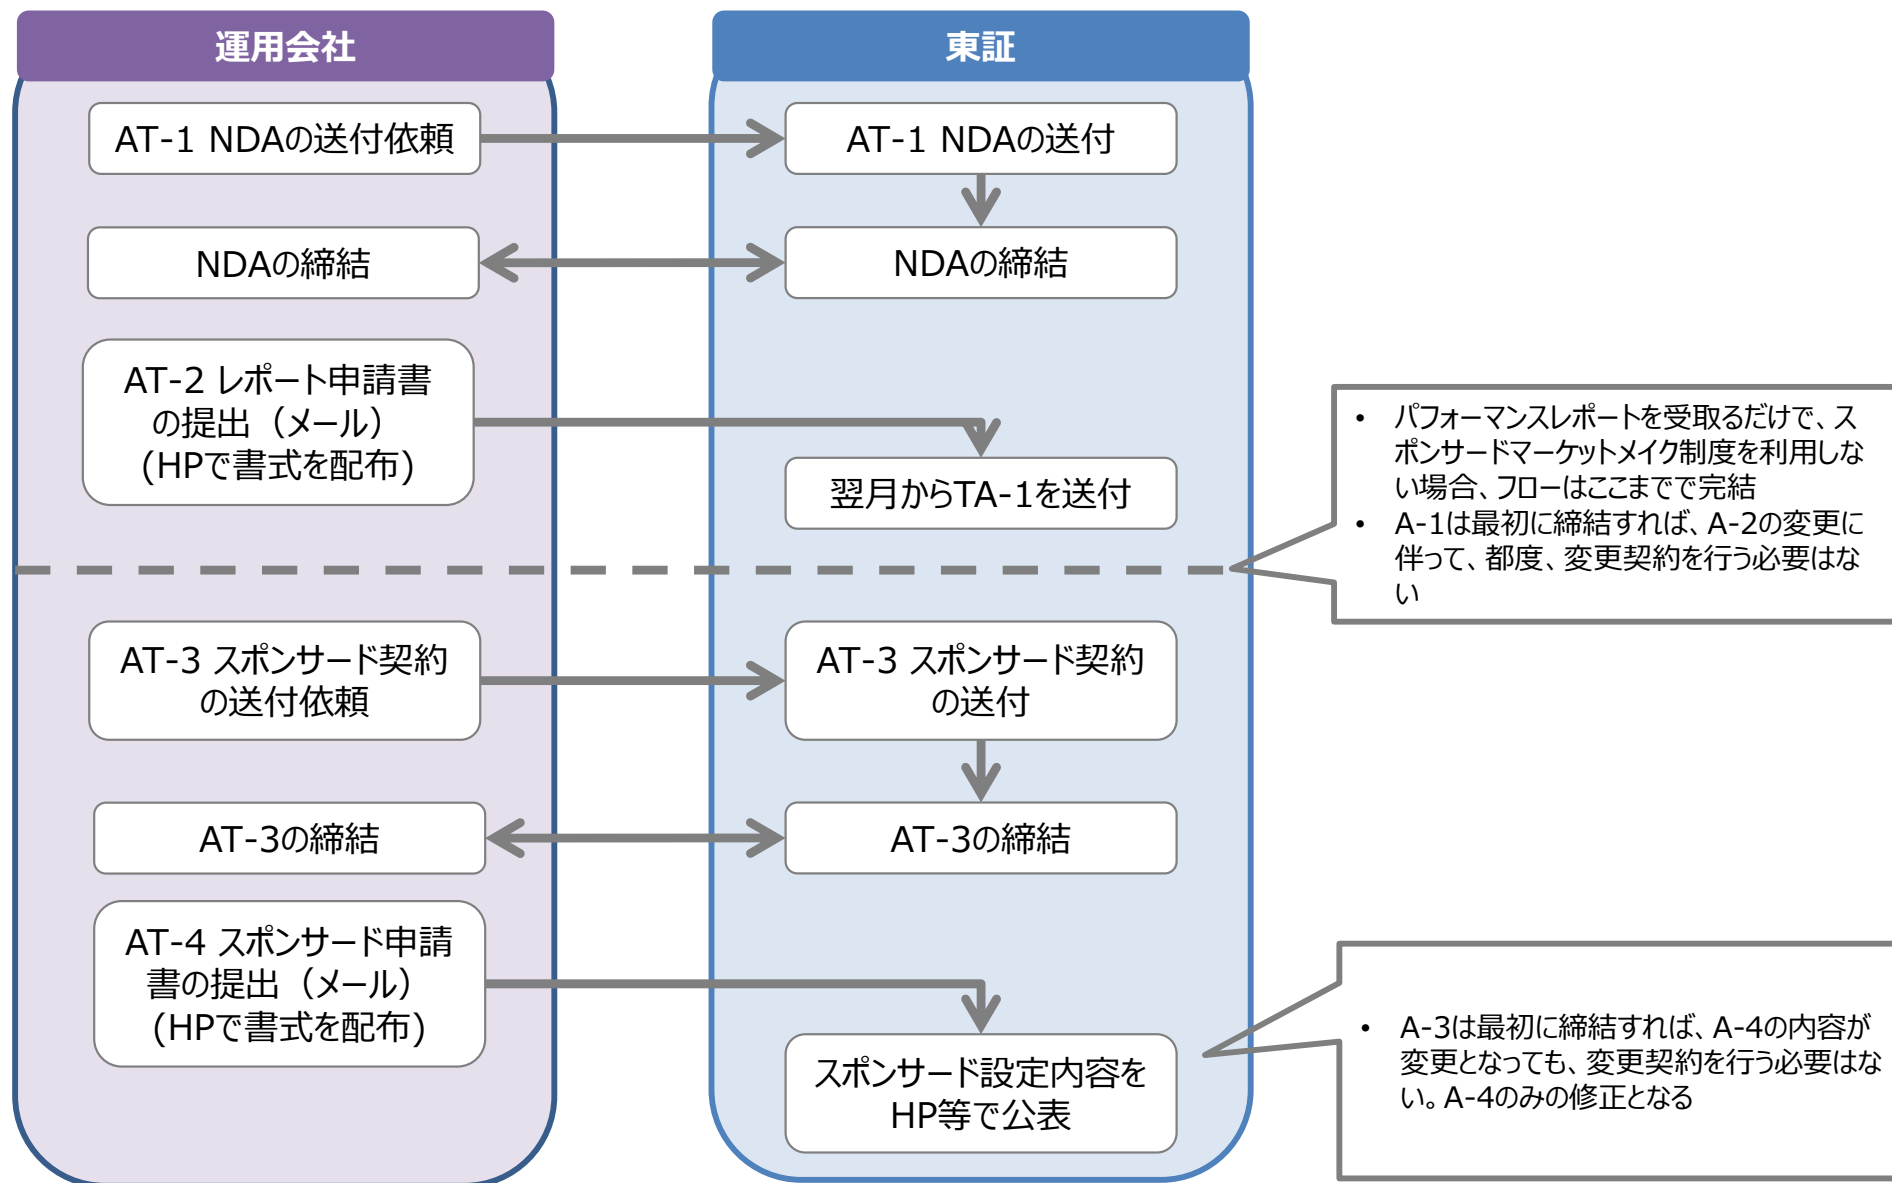 運用会社
東証
AT-1 NDAの送付依頼
AT-1 NDAの送付
NDAの締結
NDAの締結
AT-2 レポート申請書
の提出（メール）
(HPで書式を配布)
翌月からTA-1を送付
• パフォーマンスレポートを受取るだけで、ス
ポンサードマーケットメイク制度を利用しな
い場合、フローはここまでで完結
• A-1は最初に締結すれば、A-2の変更に
伴って、都度、変更契約を行う必要はな
い
AT-3 スポンサード契約
の送付依頼
AT-3 スポンサード契約
の送付
AT-3の締結
AT-3の締結
AT-4 スポンサード申請
書の提出（メール）
(HPで書式を配布)
スポンサード設定内容を
HP等で公表
• A-3は最初に締結すれば、A-4の内容が
変更となっても、変更契約を行う必要はな
い。A-4のみの修正となる